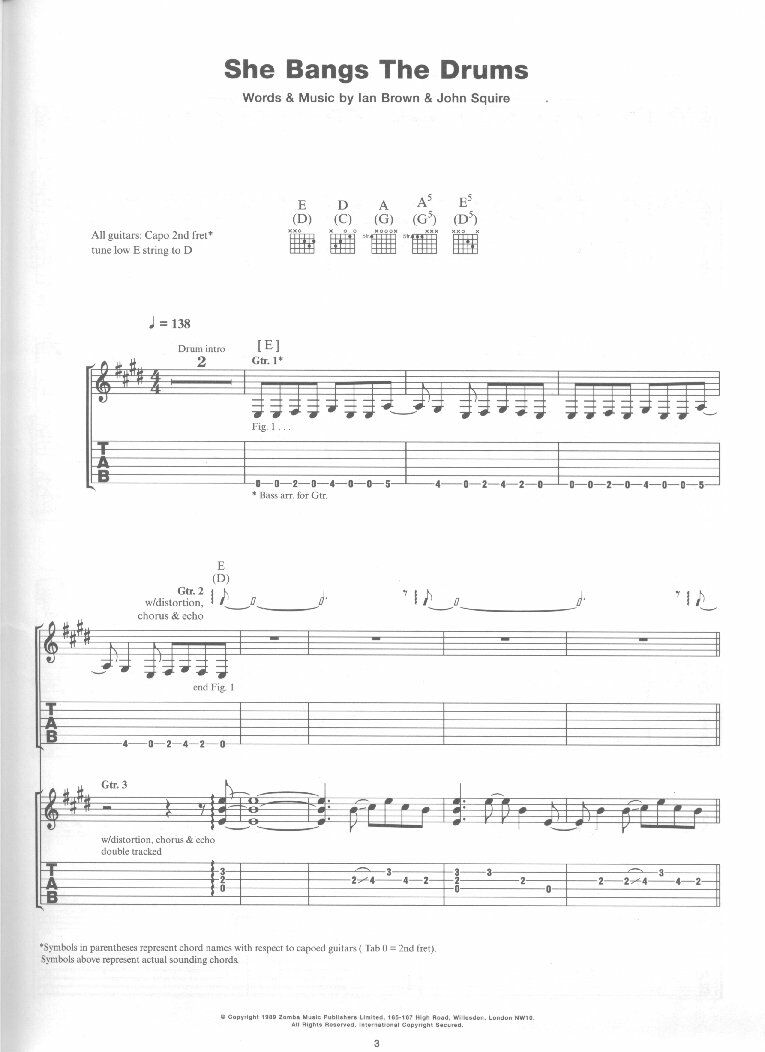 She Bangs The Drums
Words & Music by Ian Brown & John Squire
E D A A5 E5
(D) (C) (G) (G5) (D5)
All guitars: Capo 2nd fret*
tune low E string to D
♩ = 138
Drum intro
2
[E]
Gtr. 1*
4
4
Fig. 1 . . .
T
A
B
0 0 2 0 4 0 0 5 4 0 2 4 2 0 0 0 2 0 4 0 0 5
* Bass arr. for Gtr.
E
(D)
Gtr. 2
w/distortion,
chorus & echo
end Fig. 1
T
A
B
4 0 2 4 2 0
Gtr. 3
w/distortion, chorus & echo
double tracked
T
A
B
3 3 3 3 3
2 2 4 4 2 2 2 2 2 4 4 2
0 0 0
*Symbols in parentheses represent chord names with respect to capoed guitars ( Tab 0 = 2nd fret).
Symbols above represent actual sounding chords.
© Copyright 1989 Zomba Music Publishers Limited, 165-167 High Road, Willesden, London NW10.
All Rights Reserved. International Copyright Secured.
3